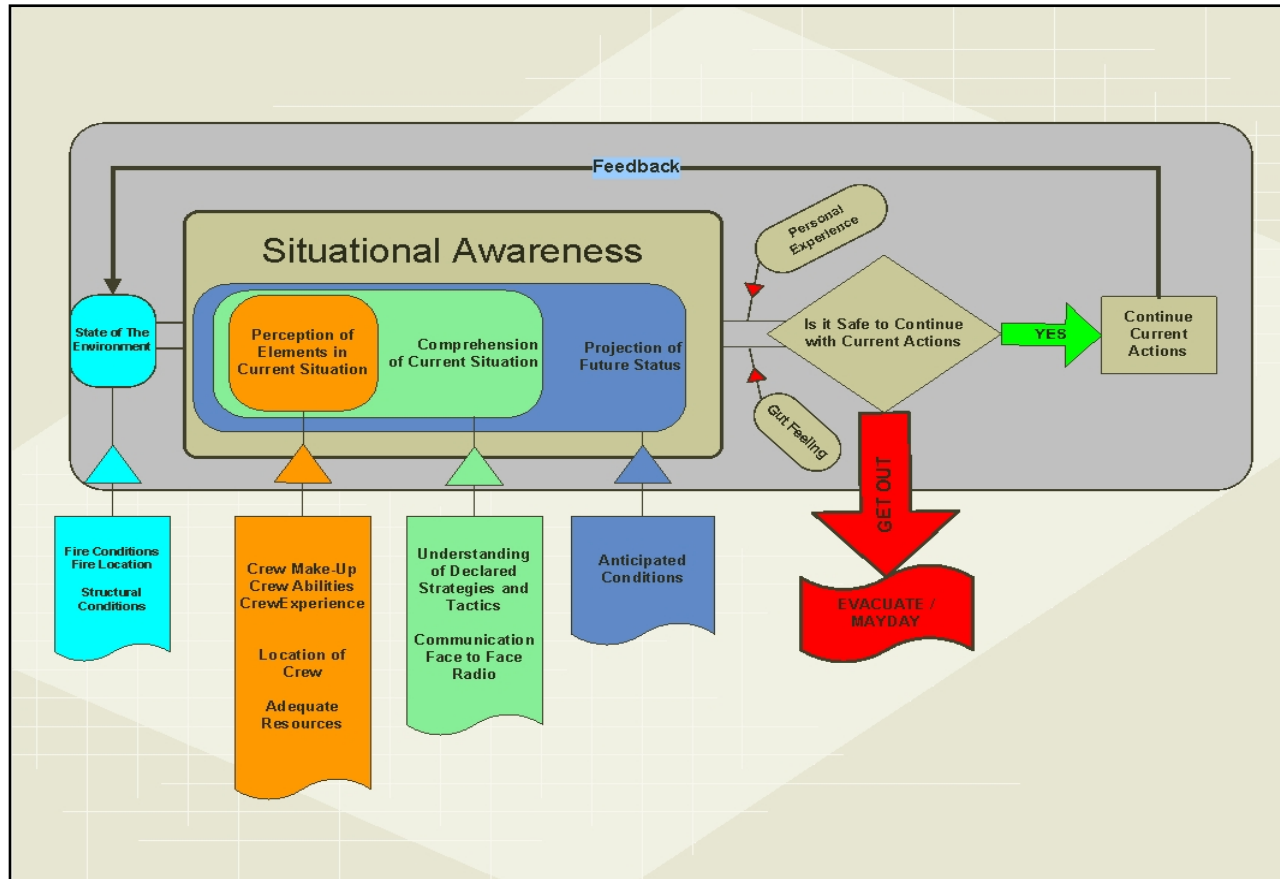 Feedback
Situational Awareness
State of The
Environment
Perception of
Elements in
Current Situation
Comprehension
of Current Situation
Projection of
Future Status
Personal
Experience
Gut Feeling
Is it Safe to Continue
with Current Actions
YES
Continue
Current
Actions
GET OUT
EVACUATE /
MAYDAY
Fire Conditions
Fire Location
Structural
Conditions
Crew Make-Up
Crew Abilities
CrewExperience
Location of
Crew
Adequate
Resources
Understanding
of Declared
Strategies and
Tactics
Communication
Face to Face
Radio
Anticipated
Conditions